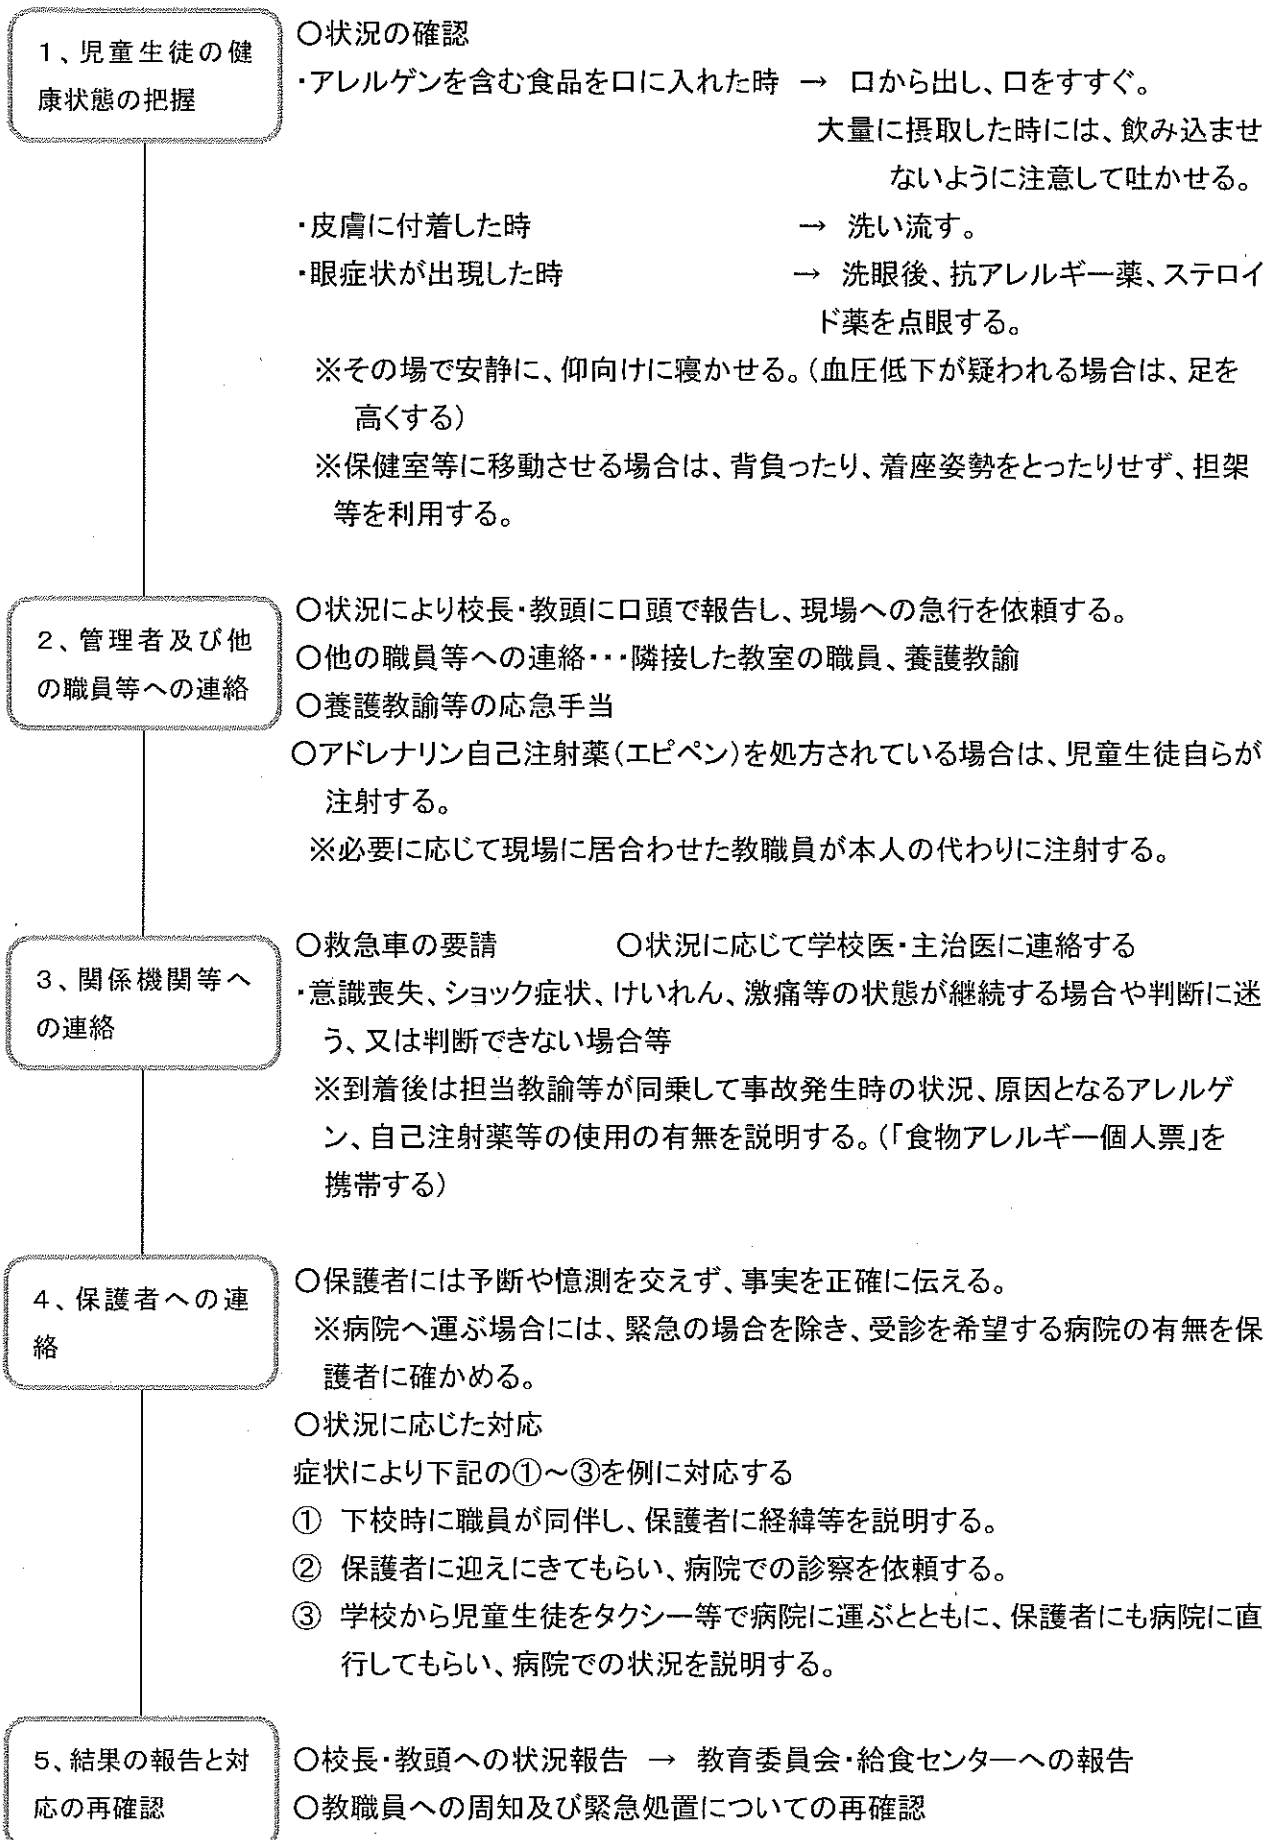 1、児童生徒の健
康状態の把握
○状況の確認
・アレルゲンを含む食品を口に入れた時 → 口から出し、口をすすぐ。
大量に摂取した時には、飲み込ませ
ないように注意して吐かせる。
・皮膚に付着した時 → 洗い流す。
・眼症状が出現した時 → 洗眼後、抗アレルギー薬、ステロイ
ド薬を点眼する。
※その場で安静に、仰向けに寝かせる。(血圧低下が疑われる場合は、足を
高くする)
※保健室等に移動させる場合は、背負ったり、着座姿勢をとったりせず、担架
等を利用する。
2、管理者及び他
の職員等への連絡
○状況により校長・教頭に口頭で報告し、現場への急行を依頼する。
○他の職員等への連絡・・・隣接した教室の職員、養護教諭
○養護教諭等の応急手当
○アドレナリン自己注射薬(エピペン)を処方されている場合は、児童生徒自らが
注射する。
※必要に応じて現場に居合わせた教職員が本人の代わりに注射する。
3、関係機関等へ
の連絡
○救急車の要請 ○状況に応じて学校医・主治医に連絡する
・意識喪失、ショック症状、けいれん、激痛等の状態が継続する場合や判断に迷
う、又は判断できない場合等
※到着後は担当教諭等が同乗して事故発生時の状況、原因となるアレルゲ
ン、自己注射薬等の使用の有無を説明する。(「食物アレルギー個人票」を
携帯する)
4、保護者への連
絡
○保護者には予断や憶測を交えず、事実を正確に伝える。
※病院へ運ぶ場合には、緊急の場合を除き、受診を希望する病院の有無を保
護者に確かめる。
○状況に応じた対応
症状により下記の①~③を例に対応する
① 下校時に職員が同伴し、保護者に経緯等を説明する。
② 保護者に迎えにきてもらい、病院での診察を依頼する。
③ 学校から児童生徒をタクシー等で病院に運ぶとともに、保護者にも病院に直
行してもらい、病院での状況を説明する。
5、結果の報告と対
応の再確認
○校長・教頭への状況報告 → 教育委員会・給食センターへの報告
○教職員への周知及び緊急処置についての再確認